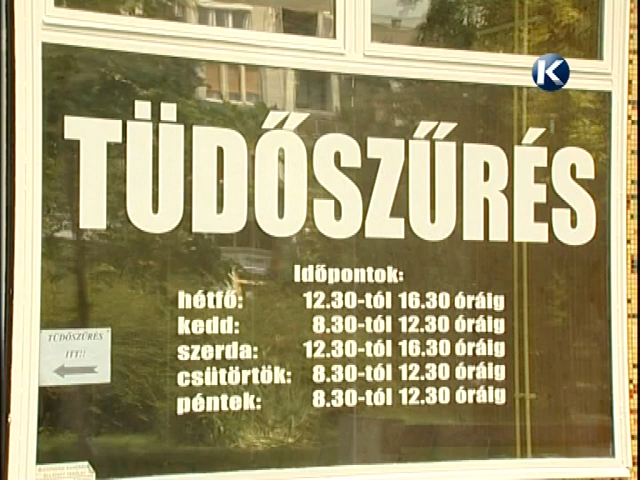 K
TÜDŐSZŰRÉS
Időpontok:
hétfő: 12.30-tól 16.30 óráig
kedd: 8.30-tól 12.30 óráig
szerda: 12.30-tól 16.30 óráig
csütörtök: 8.30-tól 12.30 óráig
péntek: 8.30-tól 12.30 óráig
TÜDŐSZŰRÉS
ITT!!